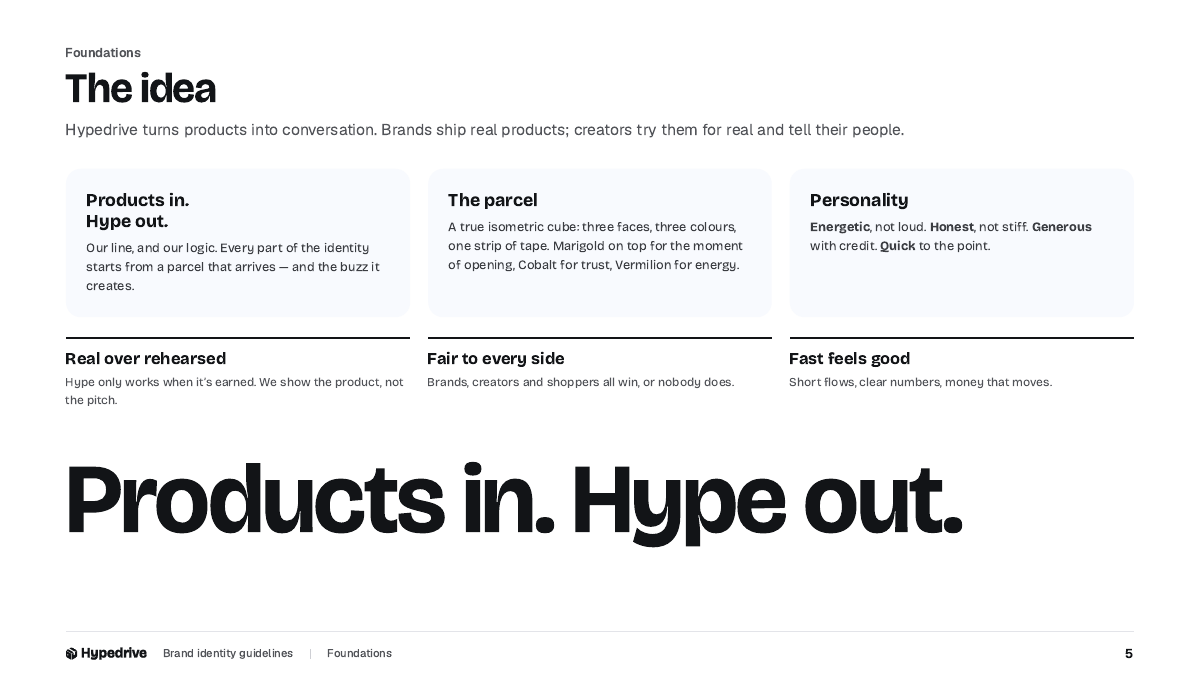 Foundations
The idea
Hypedrive turns products into conversation. Brands ship real products; creators try them for real and tell their people.
Products in.
Hype out.
Our line, and our logic. Every part of the identity
starts from a parcel that arrives — and the buzz it
creates.
The parcel
A true isometric cube: three faces, three colours,
one strip of tape. Marigold on top for the moment
of opening, Cobalt for trust, Vermilion for energy.
Personality
Energetic, not loud. Honest, not stiff. Generous
with credit. Quick to the point.
Real over rehearsed
Hype only works when it's earned. We show the product, not
the pitch.
Fair to every side
Brands, creators and shoppers all win, or nobody does.
Fast feels good
Short flows, clear numbers, money that moves.
Products in. Hype out.
Hypedrive Brand identity guidelines | Foundations 5